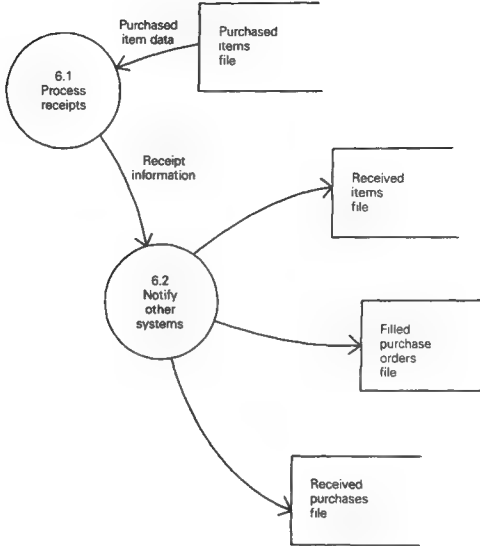 Purchased
item data
Purchased
items
file
6.1
Process
receipts
Receipt
information
Received
items
file
6.2
Notify
other
systems
Filled
purchase
orders
file
Received
purchases
file